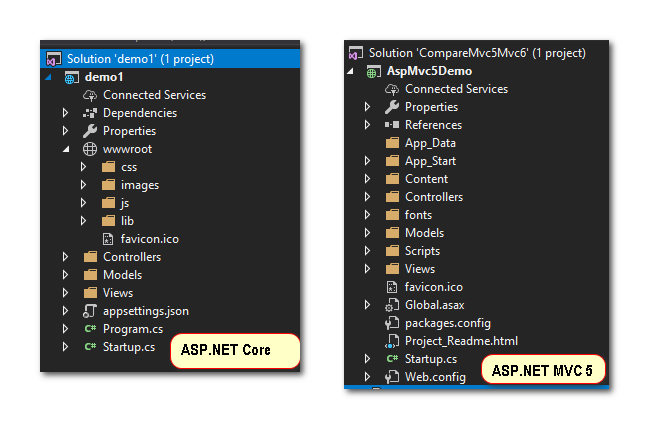 Solution 'demo1' (1 project)
demo1
Connected Services
Dependencies
Properties
wwwroot
css
images
js
lib
favicon.ico
Controllers
Models
Views
appsettings.json
C# Program.cs
C# Startup.cs
ASP.NET Core
Solution 'CompareMvc5Mvc6' (1 project)
AspMvc5Demo
Connected Services
Properties
References
App_Data
App_Start
Content
Controllers
fonts
Models
Scripts
Views
favicon.ico
Global.asax
packages.config
Project_Readme.html
C# Startup.cs
Web.config
ASP.NET MVC 5